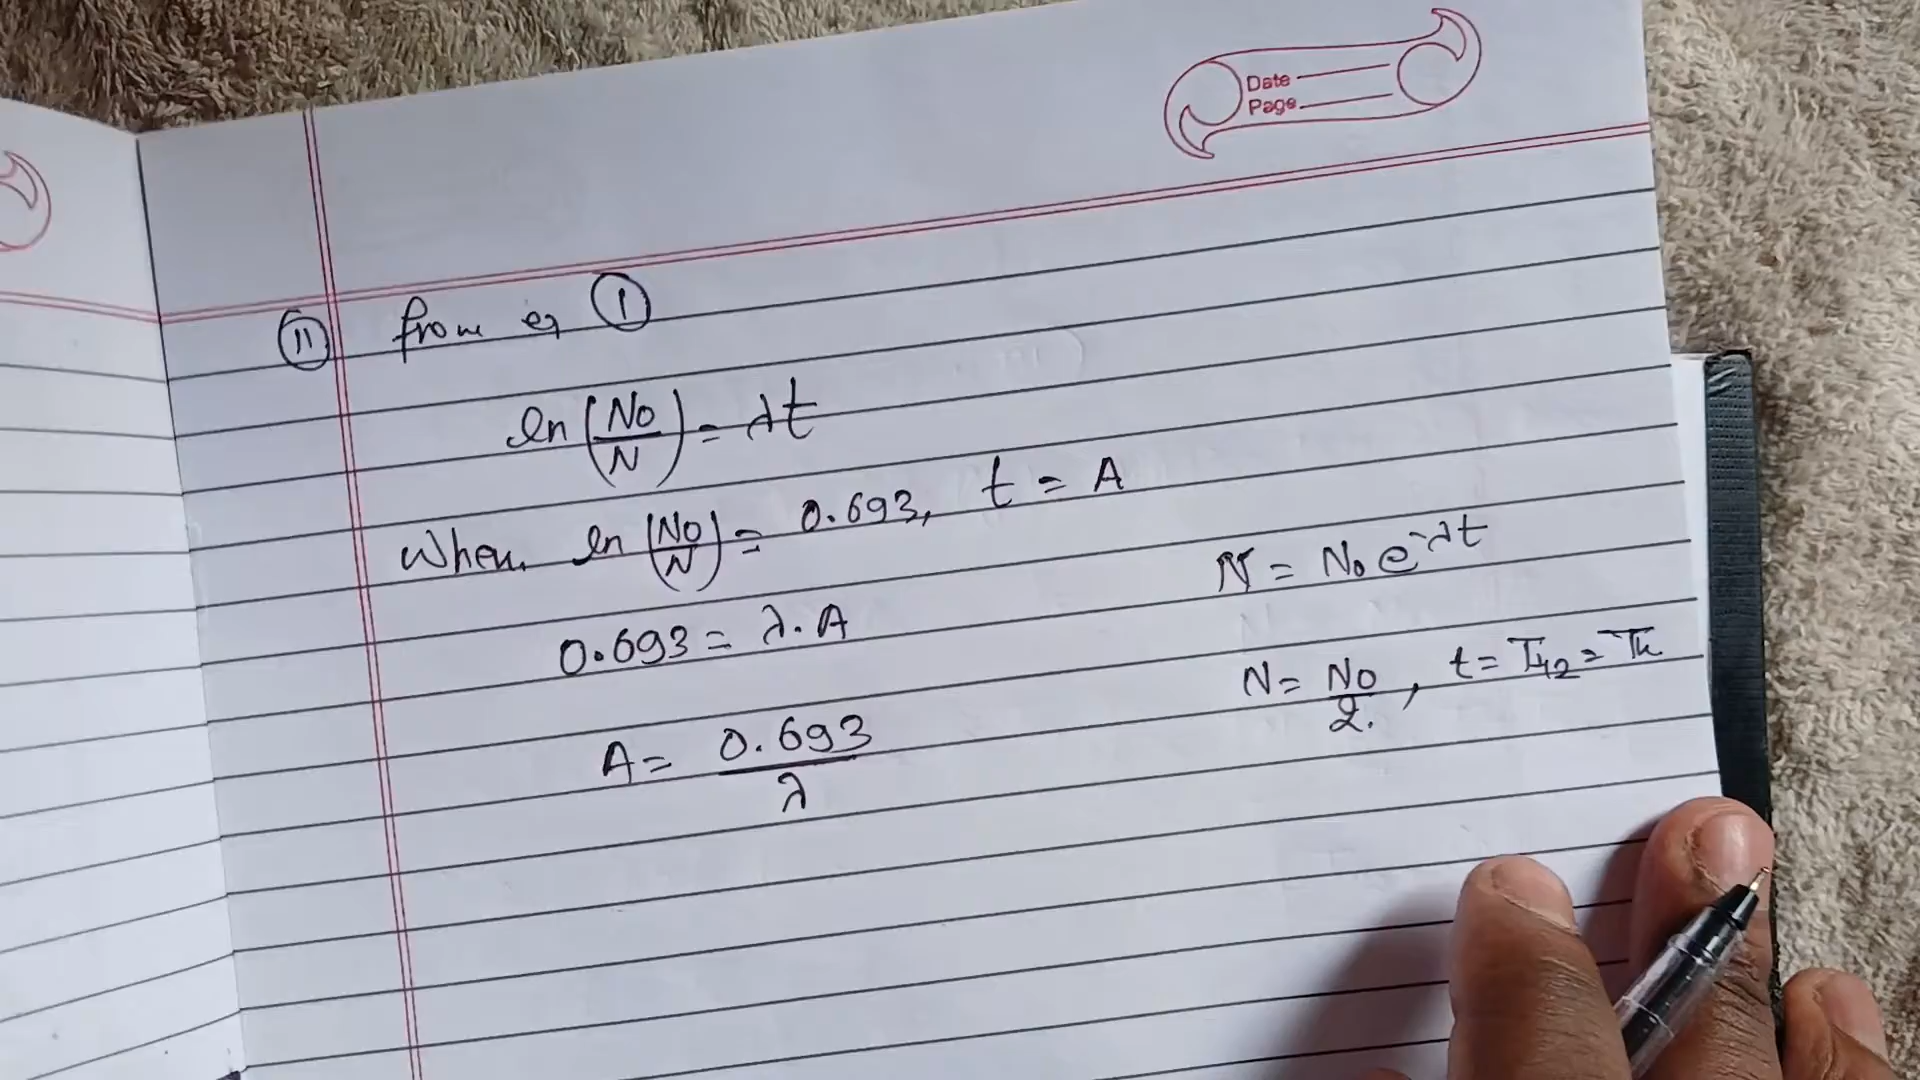 Date
Page
(II) from eq (1)
ln (No/N) = λt
When ln (No/N) = 0.693, t = A
0.693 = λ.A
A = 0.693/λ
N = No e^-λt
N = No/2. , t = T1/2 = Th